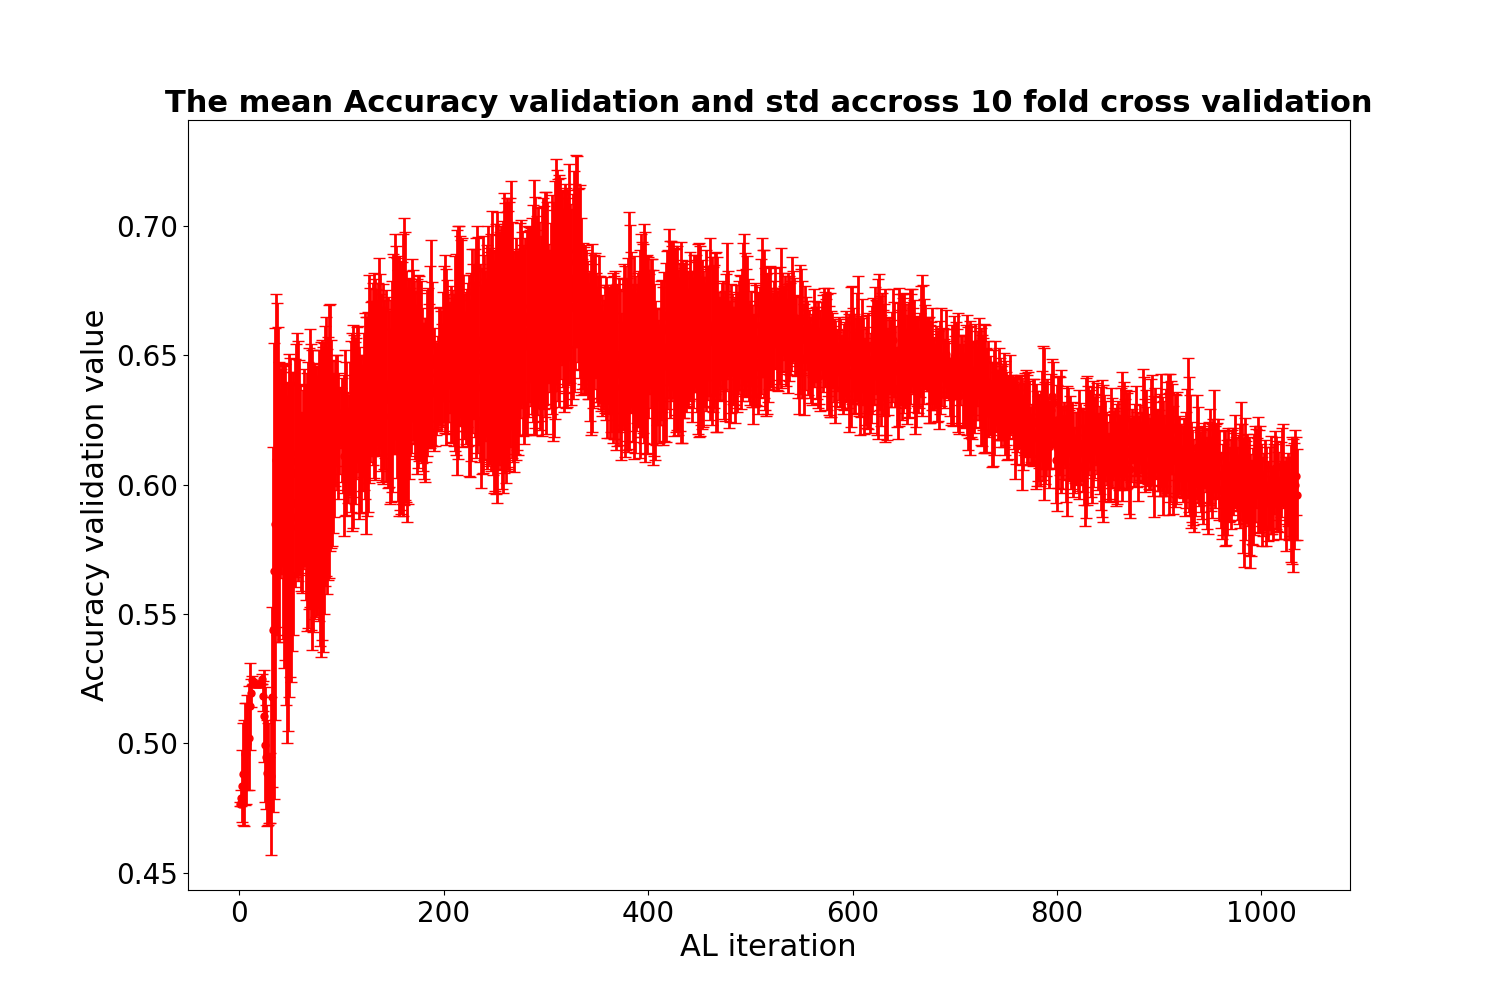 The mean Accuracy validation and std accross 10 fold cross validation
Accuracy validation value
0.70
0.65
0.60
0.55
0.50
0.45
0 200 400 600 800 1000
AL iteration